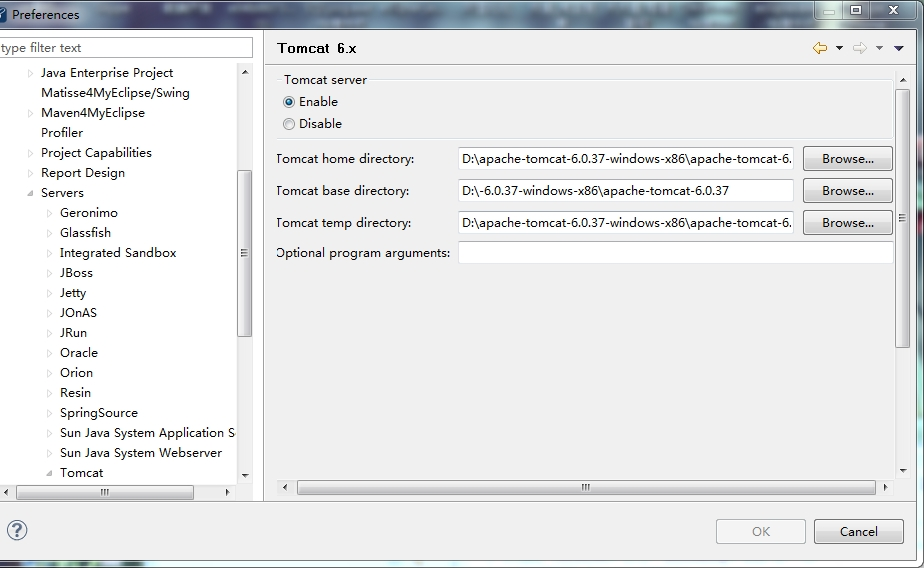 Preferences
type filter text
Java Enterprise Project
Matisse4MyEclipse/Swing
Maven4MyEclipse
Profiler
Project Capabilities
Report Design
Servers
Geronimo
Glassfish
Integrated Sandbox
JBoss
Jetty
JOnAS
JRun
Oracle
Orion
Resin
SpringSource
Sun Java System Application S
Sun Java System Webserver
Tomcat
Tomcat 6.x
Tomcat server
Enable
Disable
Tomcat home directory: D:\apache-tomcat-6.0.37-windows-x86\apache-tomcat-6. Browse...
Tomcat base directory: D:\-6.0.37-windows-x86\apache-tomcat-6.0.37 Browse...
Tomcat temp directory: D:\apache-tomcat-6.0.37-windows-x86\apache-tomcat-6. Browse...
Optional program arguments:
OK Cancel